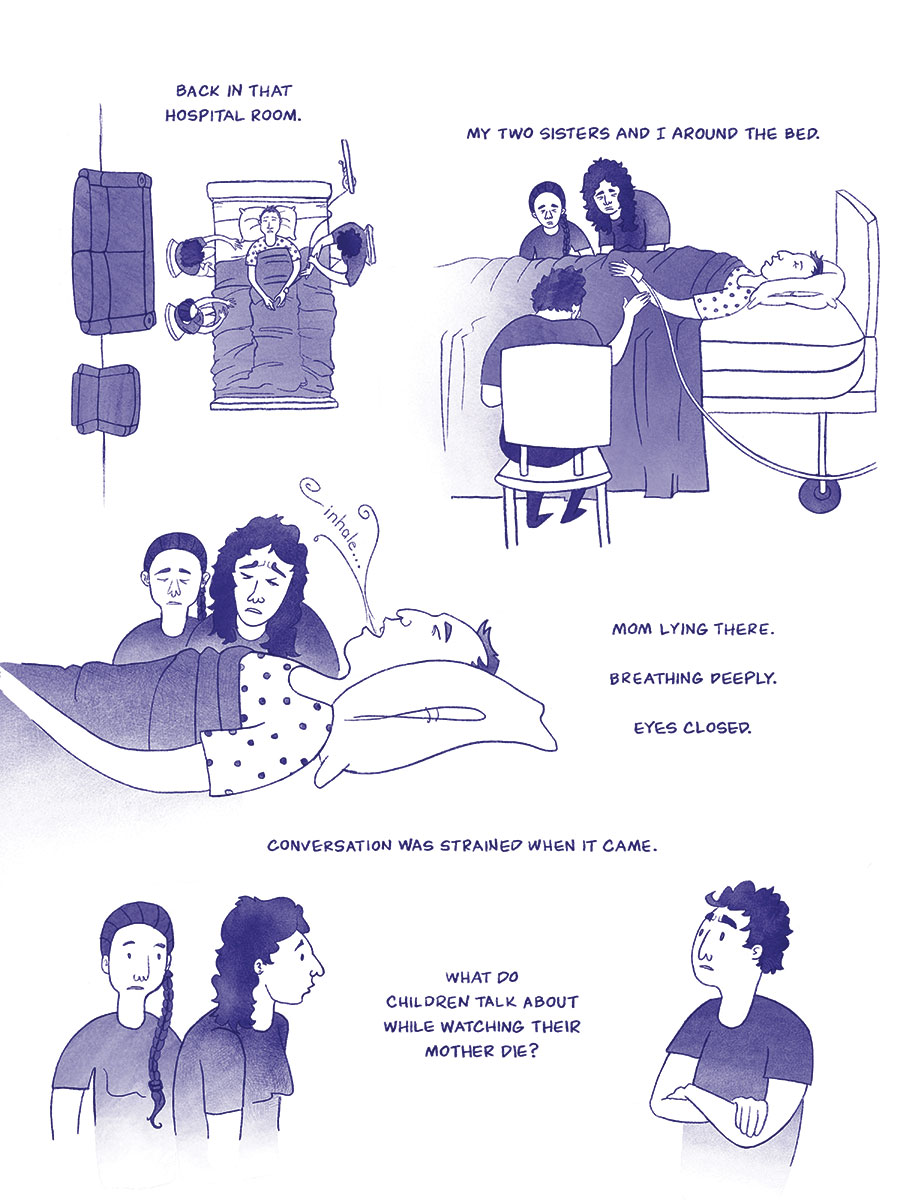 BACK IN THAT
HOSPITAL ROOM.
MY TWO SISTERS AND I AROUND THE BED.
inhale....
MOM LYING THERE.
BREATHING DEEPLY.
EYES CLOSED.
CONVERSATION WAS STRAINED WHEN IT CAME.
WHAT DO
CHILDREN TALK ABOUT
WHILE WATCHING THEIR
MOTHER DIE?